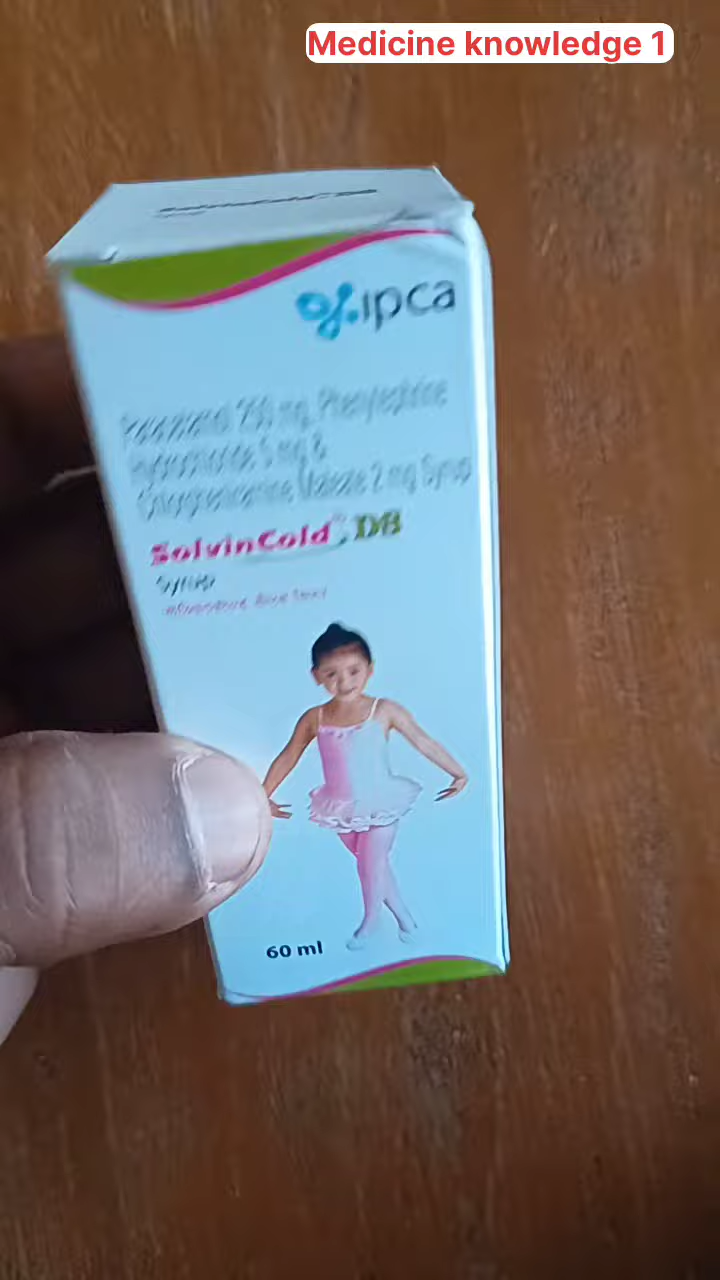 Medicine knowledge 1
ipca
Paracetamol 250 mg, Phenylephrine
Hydrochloride 5 mg &
Chlorpheniramine Maleate 2 mg Syrup
SolvinCold DS
Syrup
60 ml